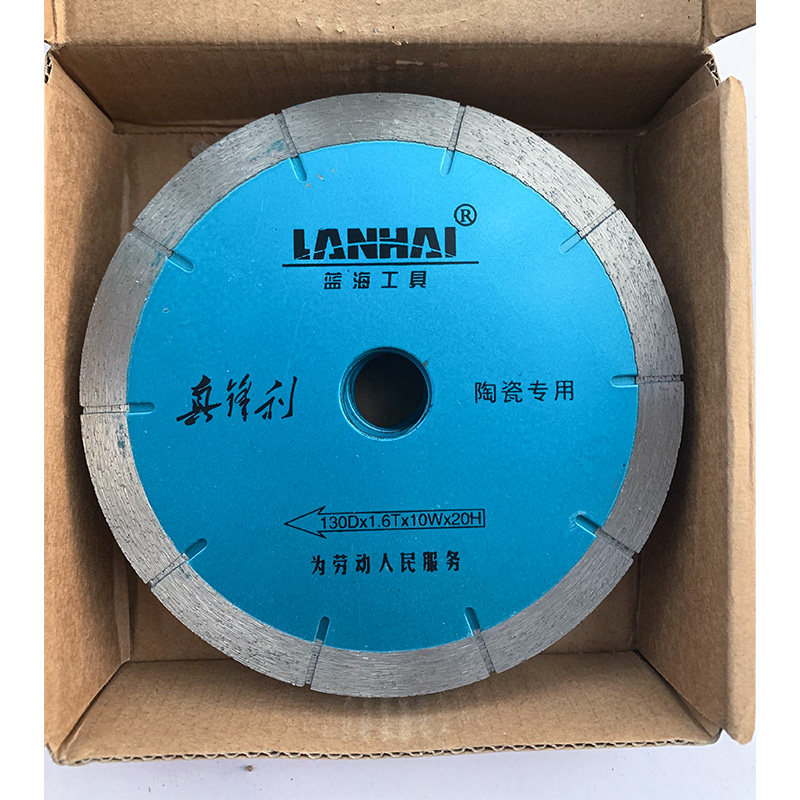 LANHAI®
蓝海工具
真锋利
陶瓷专用
130Dx1.6Tx10Wx20H
为劳动人民服务